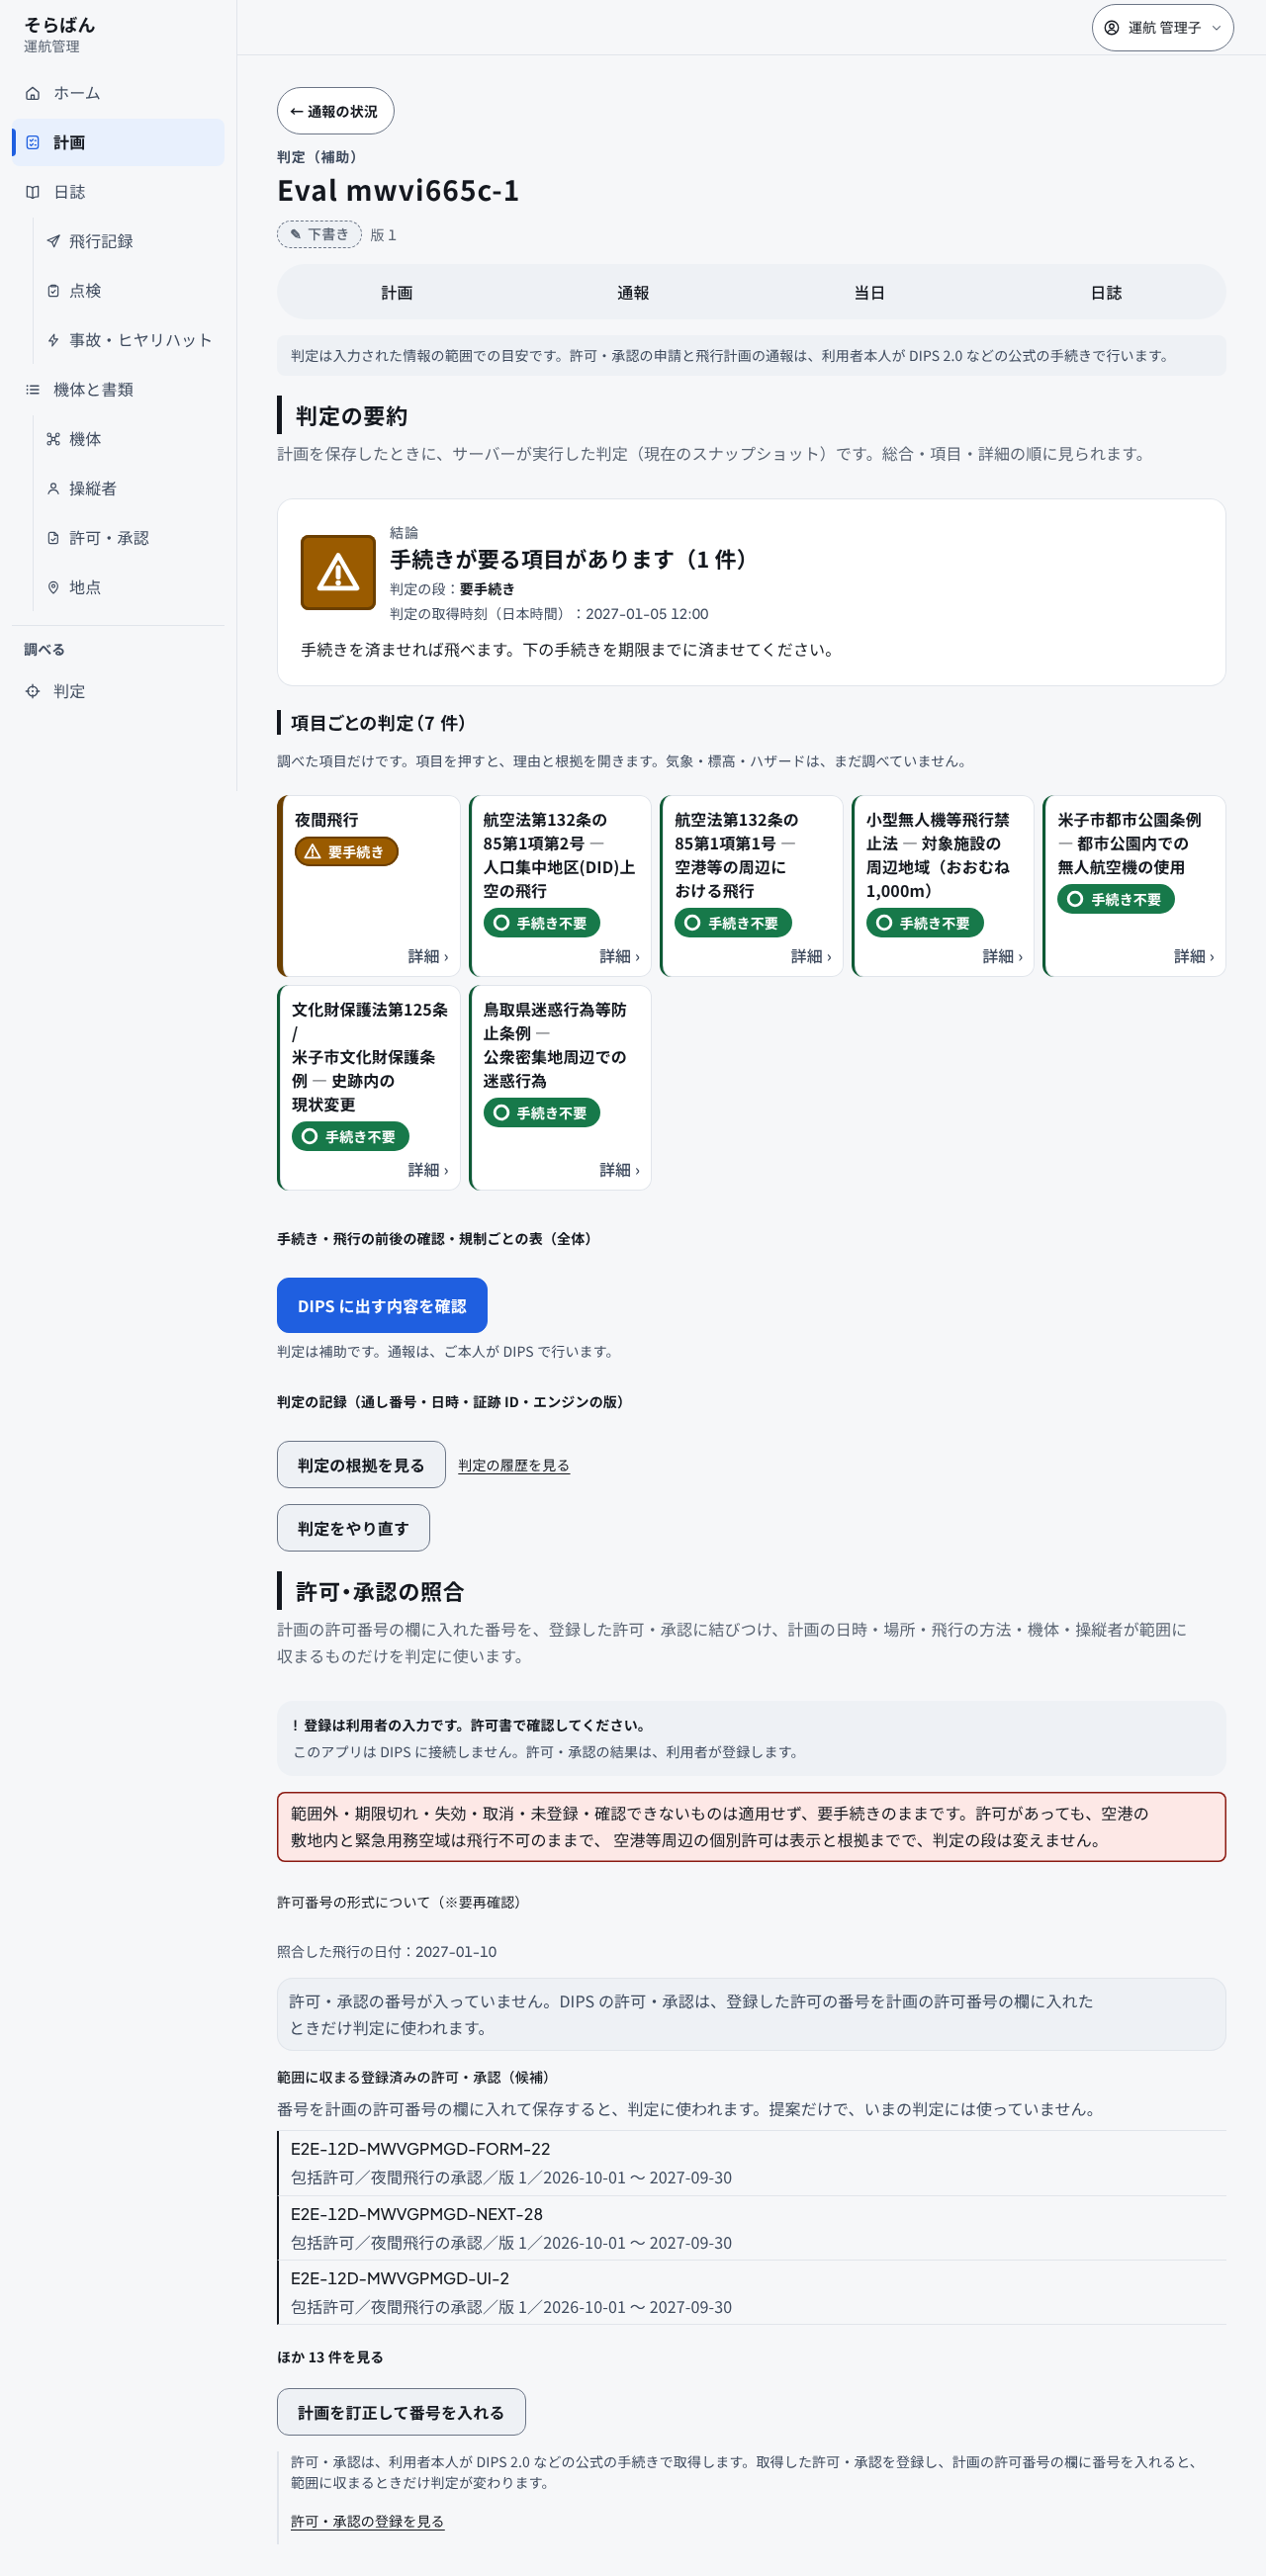 そらばん
運航管理
運航 管理子
ホーム
計画
日誌
飛行記録
点検
事故・ヒヤリハット
機体と書類
機体
操縦者
許可・承認
地点
調べる
判定
← 通報の状況
判定（補助）
Eval mwvi665c-1
✎ 下書き 版 1
計画 通報 当日 日誌
判定は入力された情報の範囲での目安です。許可・承認の申請と飛行計画の通報は、利用者本人が DIPS 2.0 などの公式の手続きで行います。
判定の要約
計画を保存したときに、サーバーが実行した判定（現在のスナップショット）です。総合・項目・詳細の順に見られます。
結論
手続きが要る項目があります（1 件）
判定の段：要手続き
判定の取得時刻（日本時間）：2027-01-05 12:00
手続きを済ませれば飛べます。下の手続きを期限までに済ませてください。
項目ごとの判定（7 件）
調べた項目だけです。項目を押すと、理由と根拠を開きます。気象・標高・ハザードは、まだ調べていません。
夜間飛行
要手続き
詳細 ›
航空法第132条の
85第1項第2号 —
人口集中地区(DID)上
空の飛行
手続き不要
詳細 ›
航空法第132条の
85第1項第1号 —
空港等の周辺に
おける飛行
手続き不要
詳細 ›
小型無人機等飛行禁
止法 — 対象施設の
周辺地域（おおむね
1,000m）
手続き不要
詳細 ›
米子市都市公園条例
— 都市公園内での
無人航空機の使用
手続き不要
詳細 ›
文化財保護法第125条
/
米子市文化財保護条
例 — 史跡内の
現状変更
手続き不要
詳細 ›
鳥取県迷惑行為等防
止条例 —
公衆密集地周辺での
迷惑行為
手続き不要
詳細 ›
手続き・飛行の前後の確認・規制ごとの表（全体）
DIPS に出す内容を確認
判定は補助です。通報は、ご本人が DIPS で行います。
判定の記録（通し番号・日時・証跡 ID・エンジンの版）
判定の根拠を見る 判定の履歴を見る
判定をやり直す
許可・承認の照合
計画の許可番号の欄に入れた番号を、登録した許可・承認に結びつけ、計画の日時・場所・飛行の方法・機体・操縦者が範囲に
収まるものだけを判定に使います。
! 登録は利用者の入力です。許可書で確認してください。
このアプリは DIPS に接続しません。許可・承認の結果は、利用者が登録します。
範囲外・期限切れ・失効・取消・未登録・確認できないものは適用せず、要手続きのままです。許可があっても、空港の
敷地内と緊急用務空域は飛行不可のままで、 空港等周辺の個別許可は表示と根拠までで、判定の段は変えません。
許可番号の形式について（※要再確認）
照合した飛行の日付：2027-01-10
許可・承認の番号が入っていません。DIPS の許可・承認は、登録した許可の番号を計画の許可番号の欄に入れた
ときだけ判定に使われます。
範囲に収まる登録済みの許可・承認（候補）
番号を計画の許可番号の欄に入れて保存すると、判定に使われます。提案だけで、いまの判定には使っていません。
E2E-12D-MWVGPMGD-FORM-22
包括許可／夜間飛行の承認／版 1／2026-10-01 〜 2027-09-30
E2E-12D-MWVGPMGD-NEXT-28
包括許可／夜間飛行の承認／版 1／2026-10-01 〜 2027-09-30
E2E-12D-MWVGPMGD-UI-2
包括許可／夜間飛行の承認／版 1／2026-10-01 〜 2027-09-30
ほか 13 件を見る
計画を訂正して番号を入れる
許可・承認は、利用者本人が DIPS 2.0 などの公式の手続きで取得します。取得した許可・承認を登録し、計画の許可番号の欄に番号を入れると、
範囲に収まるときだけ判定が変わります。
許可・承認の登録を見る